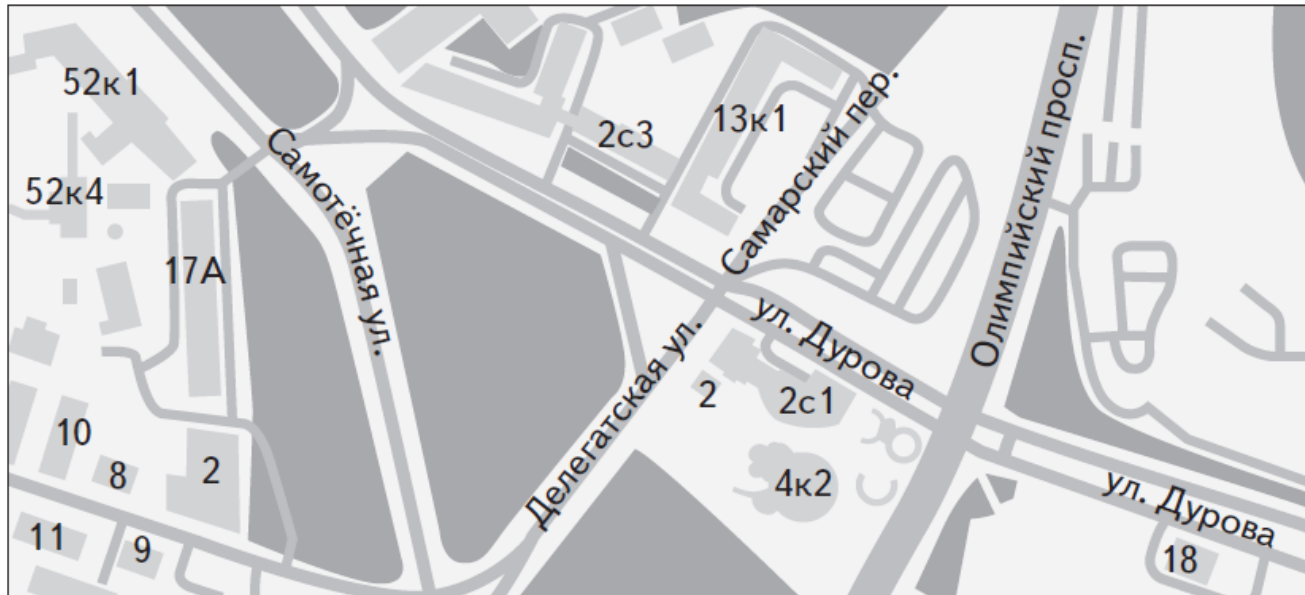 52к1
Самотёчная ул.
2с3
13к1
Самарский пер.
Олимпийский просп.
52к4
17А
ул. Дурова
Делегатская ул.
2
2с1
10
8
2
4к2
ул. Дурова
11
9
18